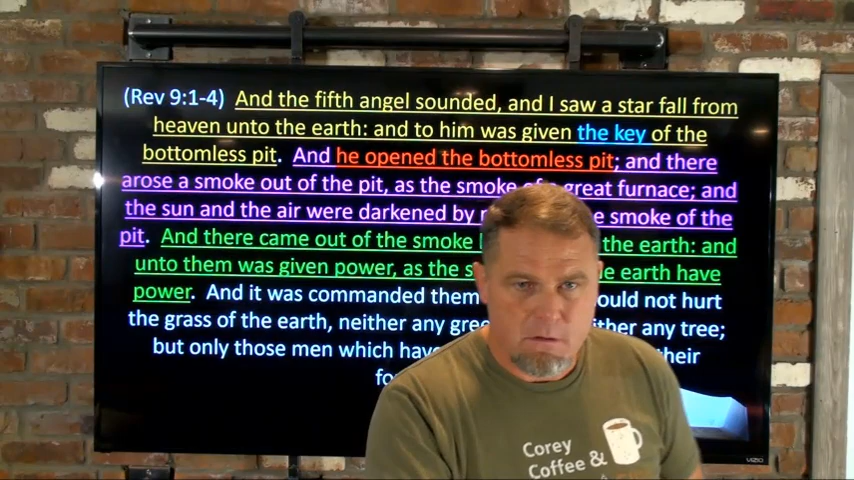 (Rev 9:1-4) And the fifth angel sounded, and I saw a star fall from
heaven unto the earth: and to him was given the key of the
bottomless pit. And he opened the bottomless pit; and there
arose a smoke out of the pit, as the smoke of a great furnace; and
the sun and the air were darkened by the smoke of the
pit. And there came out of the smoke the earth: and
unto them was given power, as the earth have
power. And it was commanded them should not hurt
the grass of the earth, neither any neither any tree;
but only those men which have their
Corey
Coffee &
VIZIO